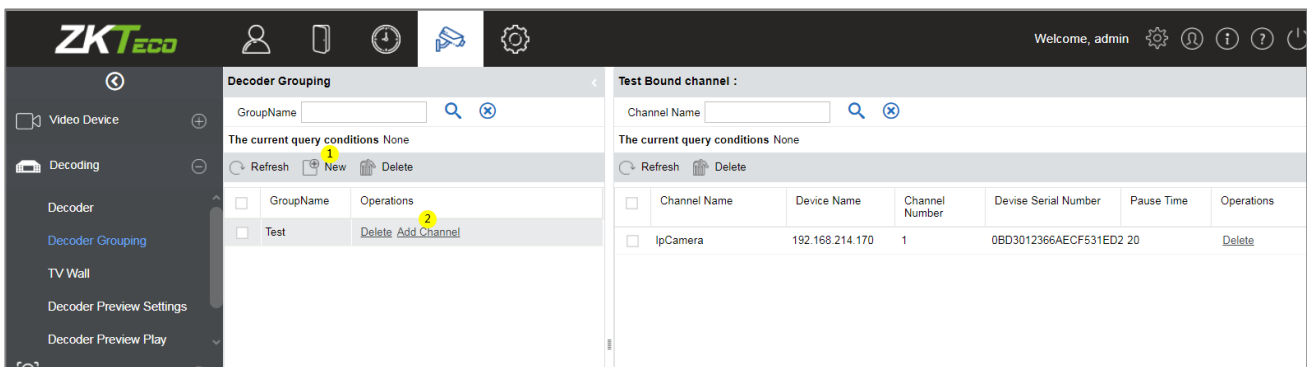 ZKTeco
Welcome, admin
Video Device
Decoding
Decoder
Decoder Grouping
TV Wall
Decoder Preview Settings
Decoder Preview Play
Decoder Grouping
GroupName
The current query conditions None
1
Refresh New Delete
GroupName Operations
2
Test Delete Add Channel
Test Bound channel :
Channel Name
The current query conditions None
Refresh Delete
Channel Name Device Name Channel Number Devise Serial Number Pause Time Operations
IpCamera 192.168.214.170 1 0BD3012366AECF531ED2 20 Delete